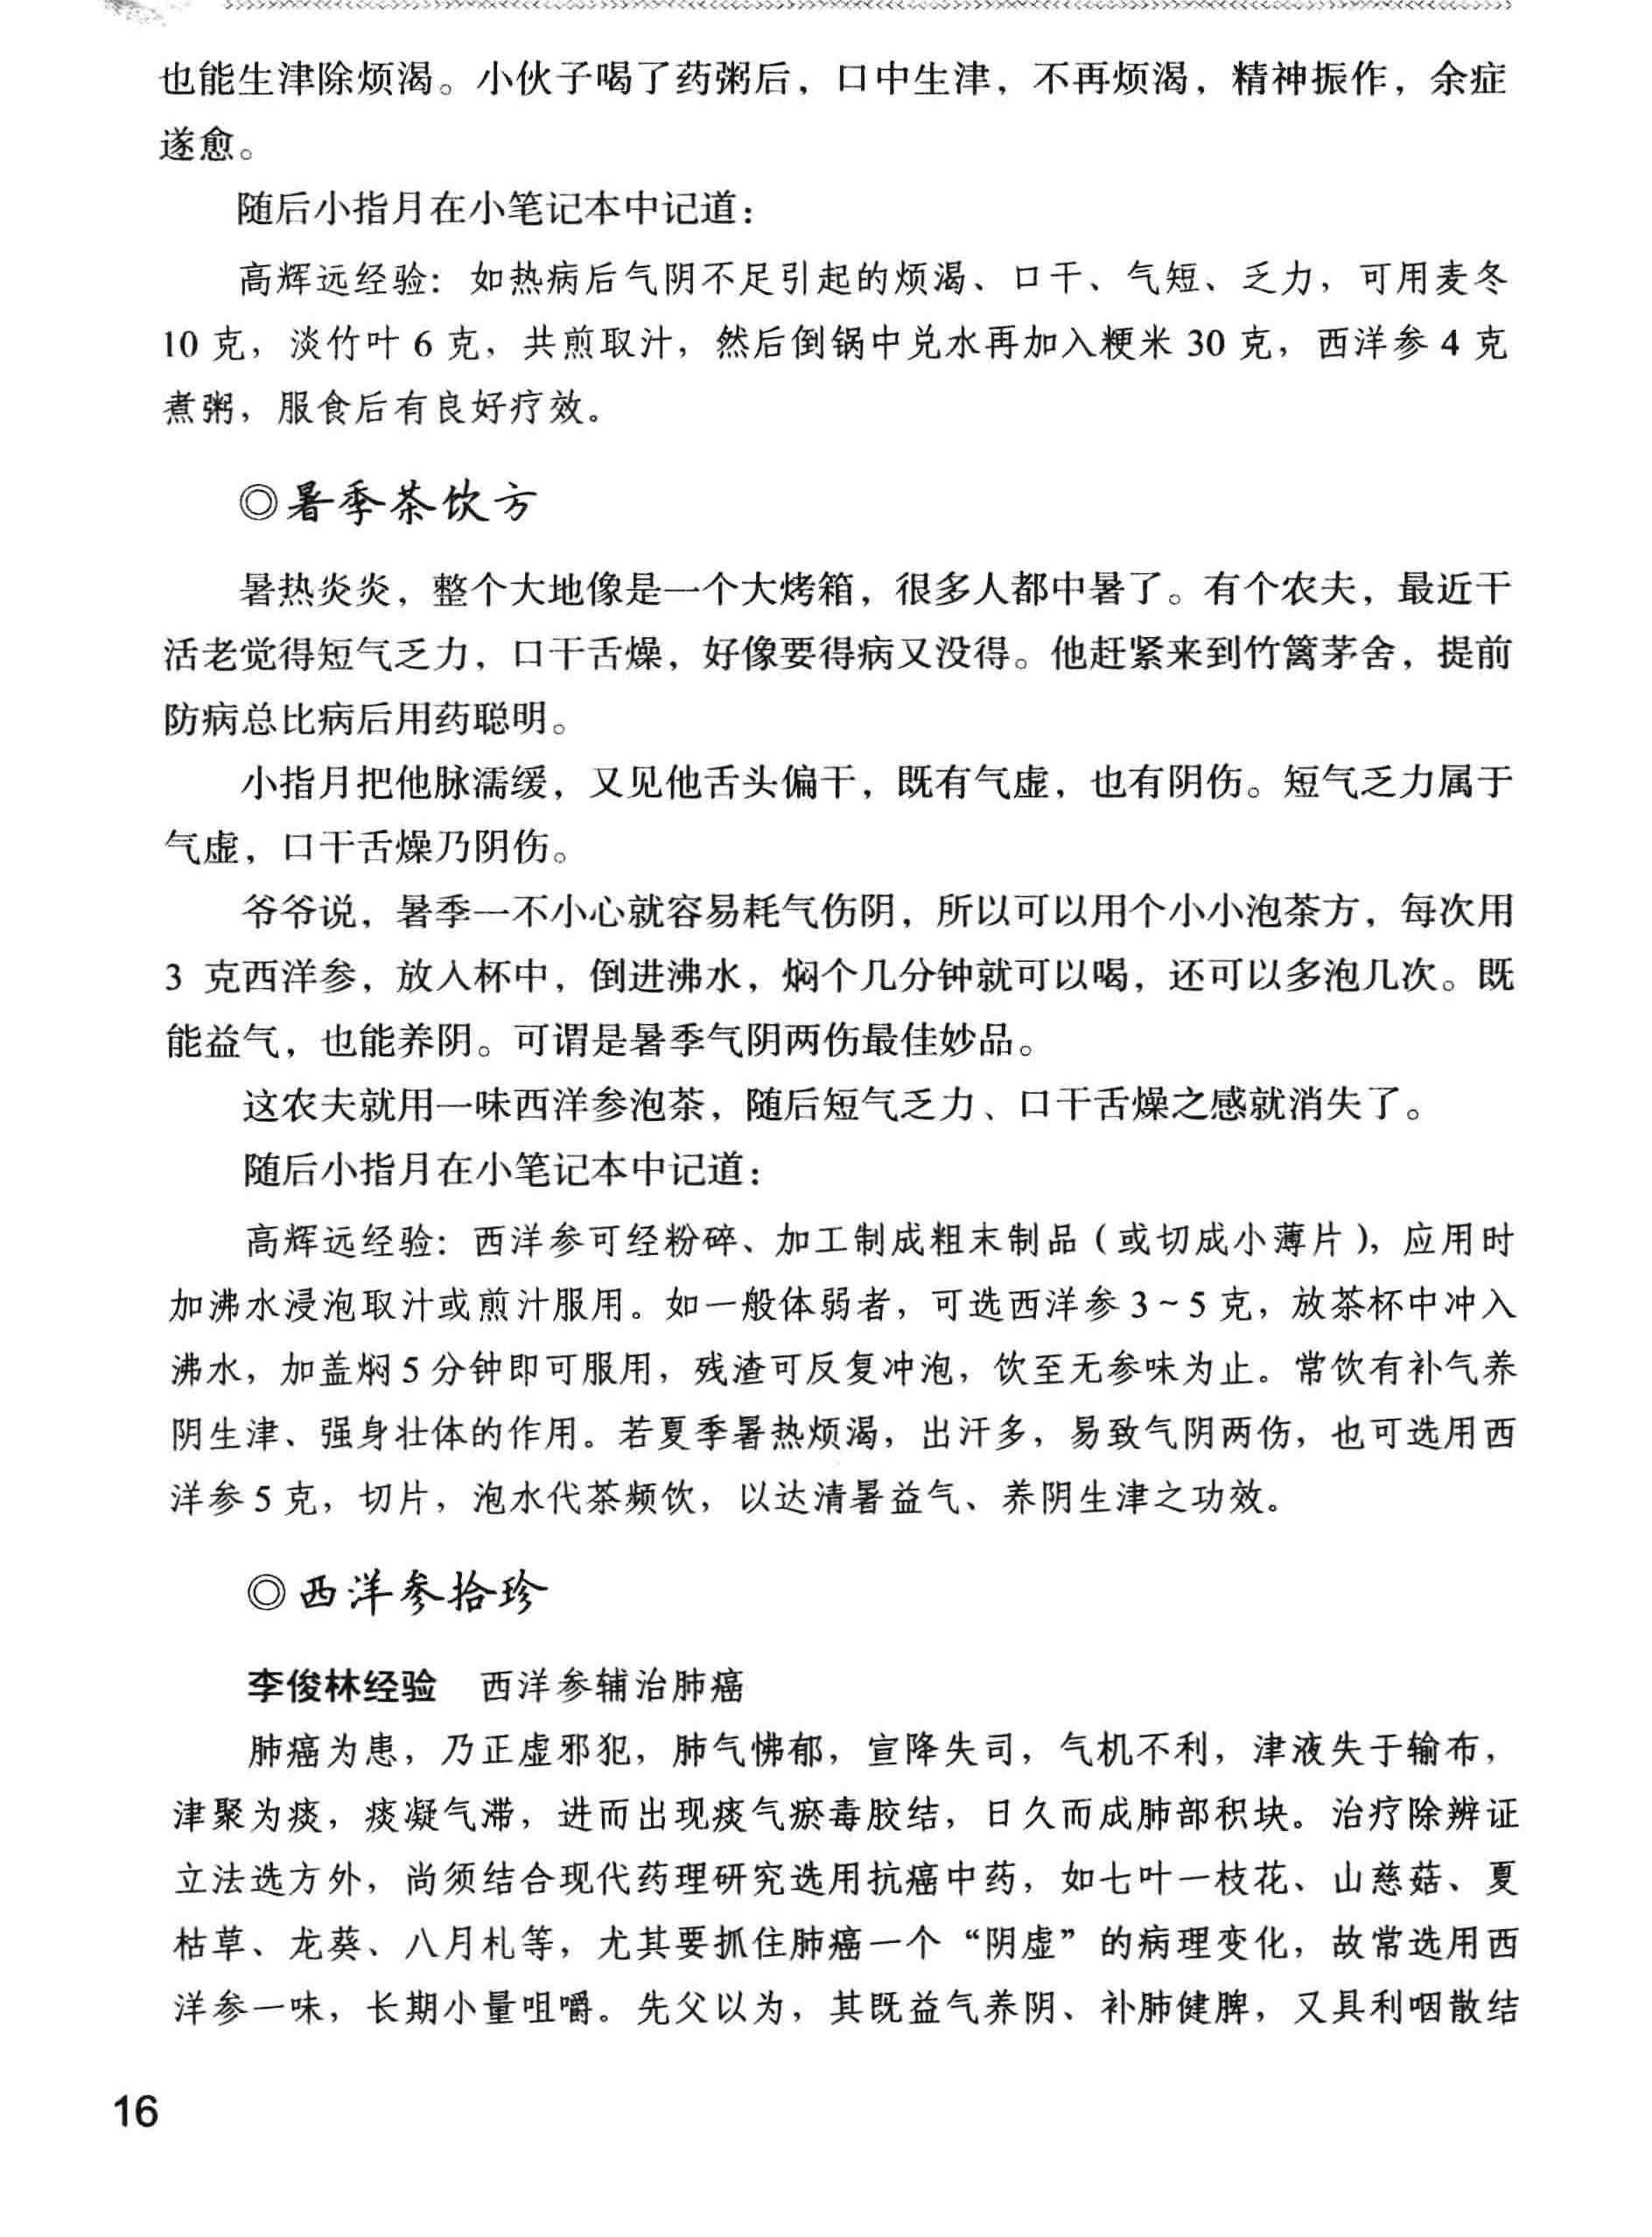 也能生津除烦渴。小伙子喝了药粥后，口中生津，不再烦渴，精神振作，余症
遂愈。
随后小指月在小笔记本中记道：
高辉远经验：如热病后气阴不足引起的烦渴、口干、气短、乏力，可用麦冬
10 克，淡竹叶 6 克，共煎取汁，然后倒锅中兑水再加入粳米 30 克，西洋参 4 克
煮粥，服食后有良好疗效。
◎暑季茶饮方
暑热炎炎，整个大地像是一个大烤箱，很多人都中暑了。有个农夫，最近干
活老觉得短气乏力，口干舌燥，好像要得病又没得。他赶紧来到竹篱茅舍，提前
防病总比病后用药聪明。
小指月把他脉濡缓，又见他舌头偏干，既有气虚，也有阴伤。短气乏力属于
气虚，口干舌燥乃阴伤。
爷爷说，暑季一不小心就容易耗气伤阴，所以可以用个小小泡茶方，每次用
3 克西洋参，放入杯中，倒进沸水，焖个几分钟就可以喝，还可以多泡几次。既
能益气，也能养阴。可谓是暑季气阴两伤最佳妙品。
这农夫就用一味西洋参泡茶，随后短气乏力、口干舌燥之感就消失了。
随后小指月在小笔记本中记道：
高辉远经验：西洋参可经粉碎、加工制成粗末制品（或切成小薄片），应用时
加沸水浸泡取汁或煎汁服用。如一般体弱者，可选西洋参 3～5 克，放茶杯中冲入
沸水，加盖焖 5 分钟即可服用，残渣可反复冲泡，饮至无参味为止。常饮有补气养
阴生津、强身壮体的作用。若夏季暑热烦渴，出汗多，易致气阴两伤，也可选用西
洋参 5 克，切片，泡水代茶频饮，以达清暑益气、养阴生津之功效。
◎西洋参拾珍
李俊林经验　西洋参辅治肺癌
肺癌为患，乃正虚邪犯，肺气怫郁，宣降失司，气机不利，津液失于输布，
津聚为痰，痰凝气滞，进而出现痰气瘀毒胶结，日久而成肺部积块。治疗除辨证
立法选方外，尚须结合现代药理研究选用抗癌中药，如七叶一枝花、山慈菇、夏
枯草、龙葵、八月札等，尤其要抓住肺癌一个“阴虚”的病理变化，故常选用西
洋参一味，长期小量咀嚼。先父以为，其既益气养阴、补肺健脾，又具利咽散结
16